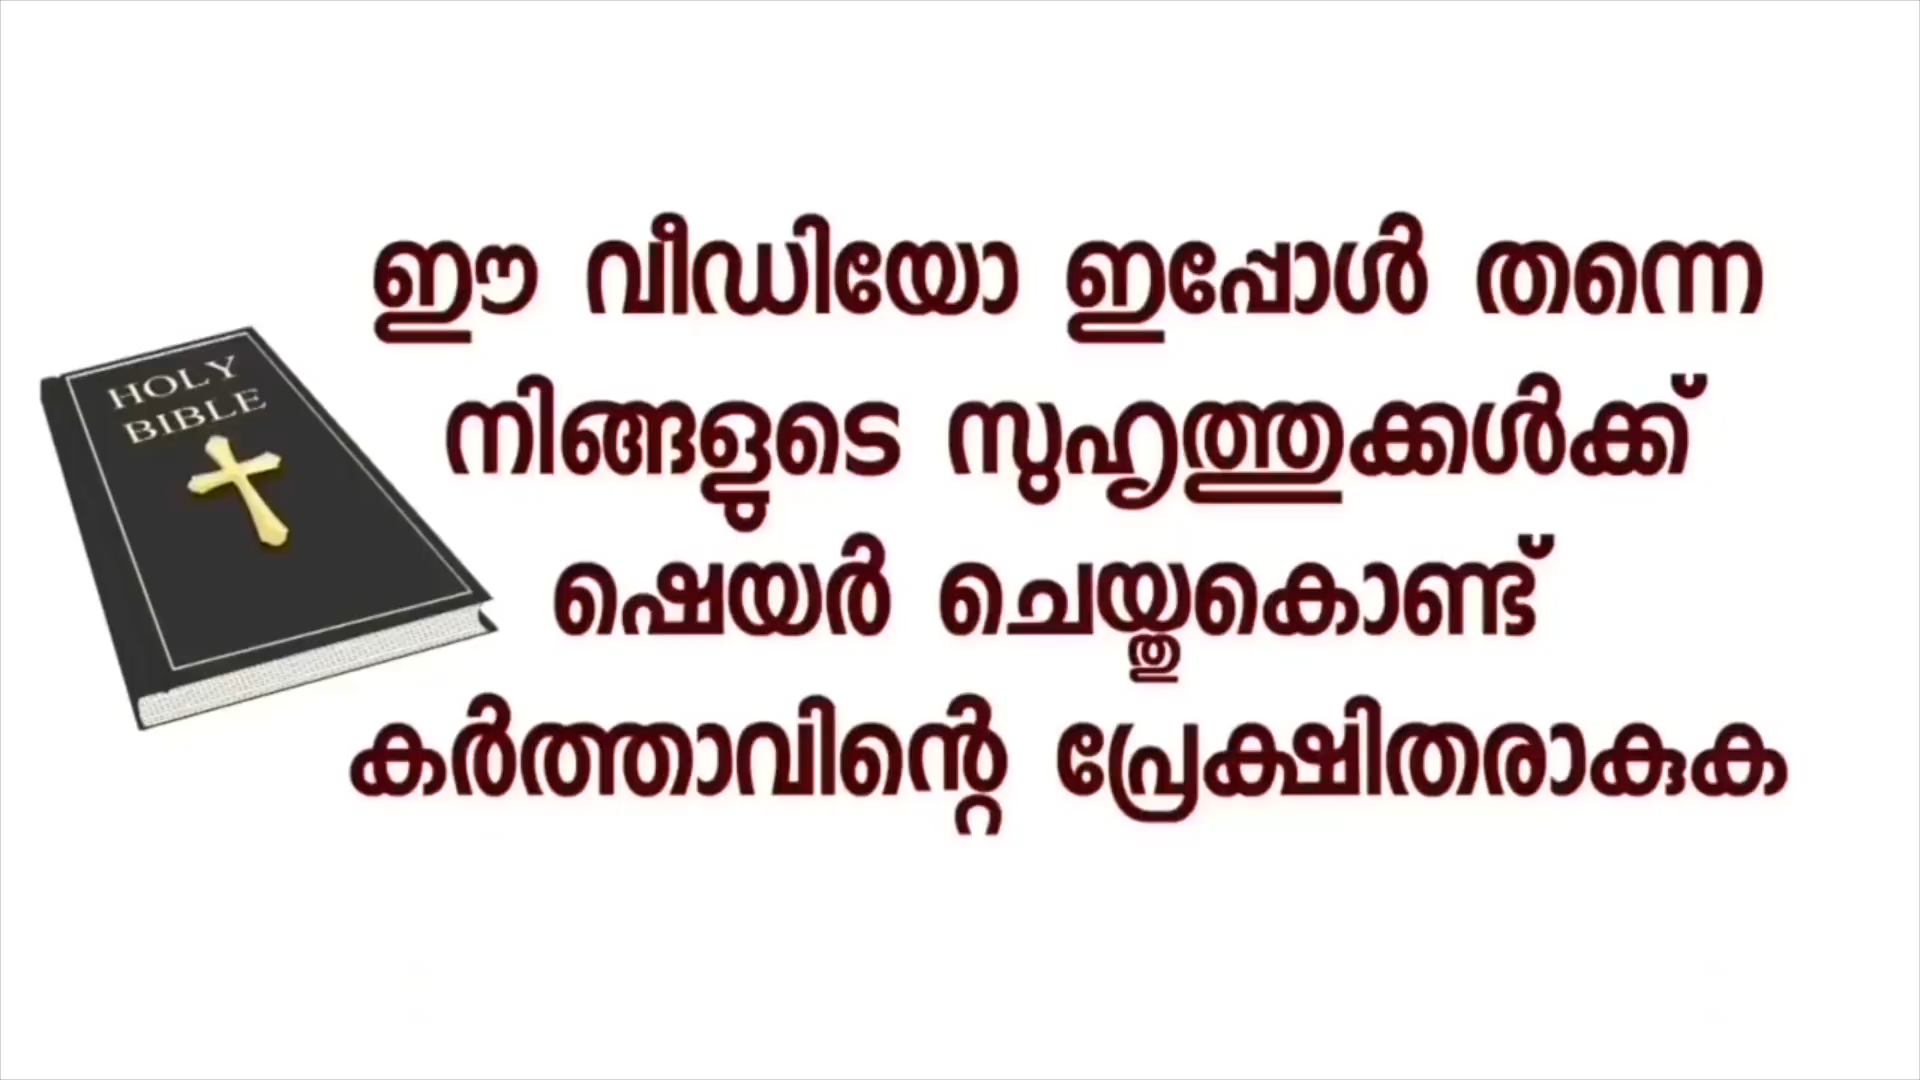 ഈ വീഡിയോ ഇപ്പോൾ തന്നെ
നിങ്ങളുടെ സുഹൃത്തുക്കൾക്ക്
ഷെയർ ചെയ്തുകൊണ്ട്
കർത്താവിന്റെ പ്രേക്ഷിതരാകുക
HOLY
BIBLE